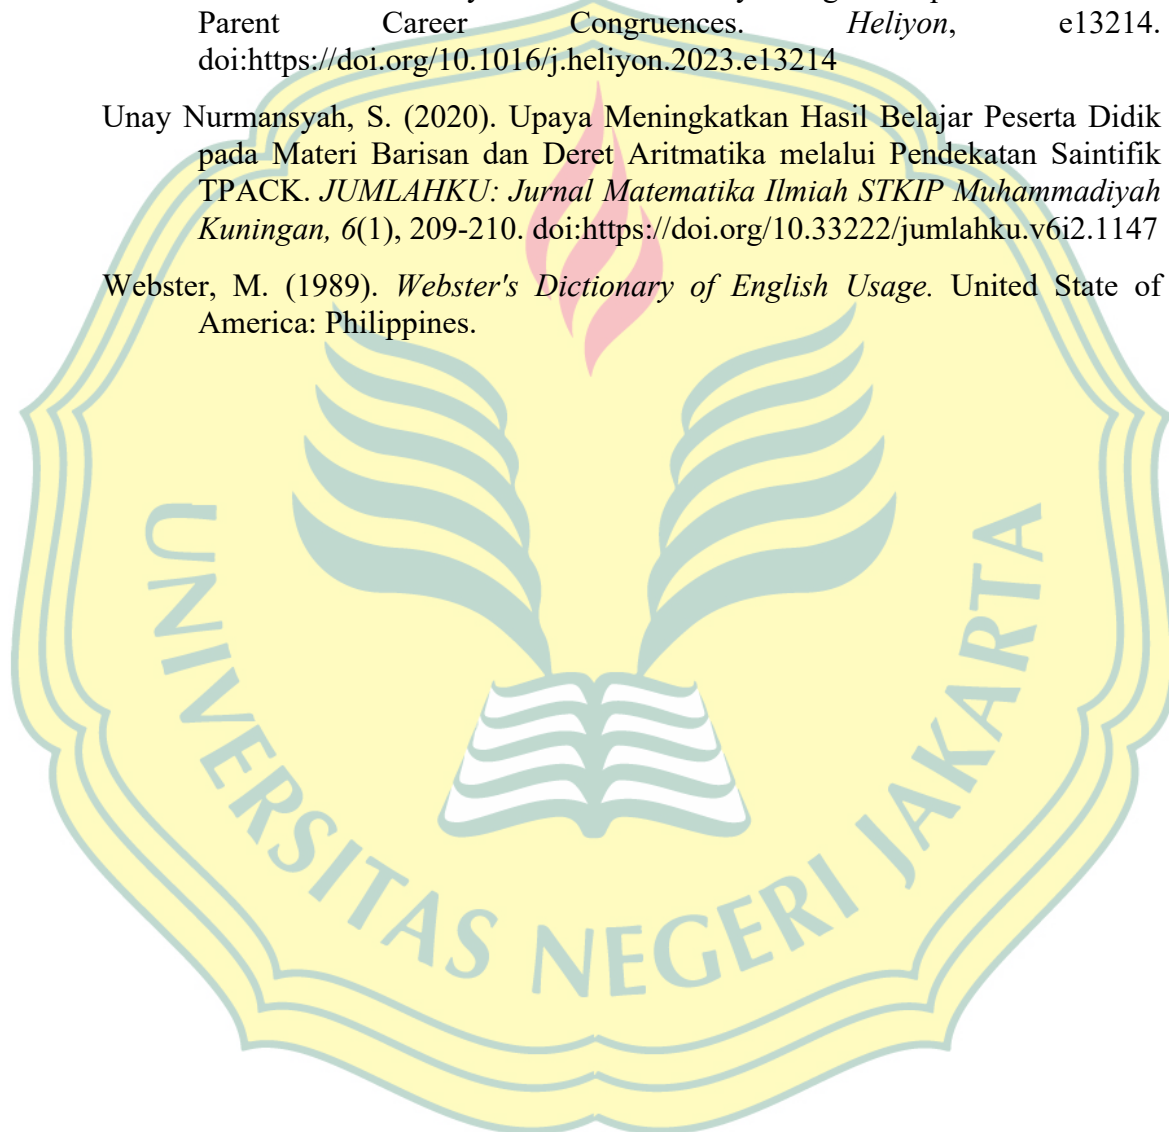 Parent Career Congruences. Heliyon, e13214.
doi:https://doi.org/10.1016/j.heliyon.2023.e13214
Unay Nurmansyah, S. (2020). Upaya Meningkatkan Hasil Belajar Peserta Didik
pada Materi Barisan dan Deret Aritmatika melalui Pendekatan Saintifik
TPACK. JUMLAHKU: Jurnal Matematika Ilmiah STKIP Muhammadiyah
Kuningan, 6(1), 209-210. doi:https://doi.org/10.33222/jumlahku.v6i2.1147
Webster, M. (1989). Webster's Dictionary of English Usage. United State of
America: Philippines.
UNIVERSITAS NEGERI JAKARTA